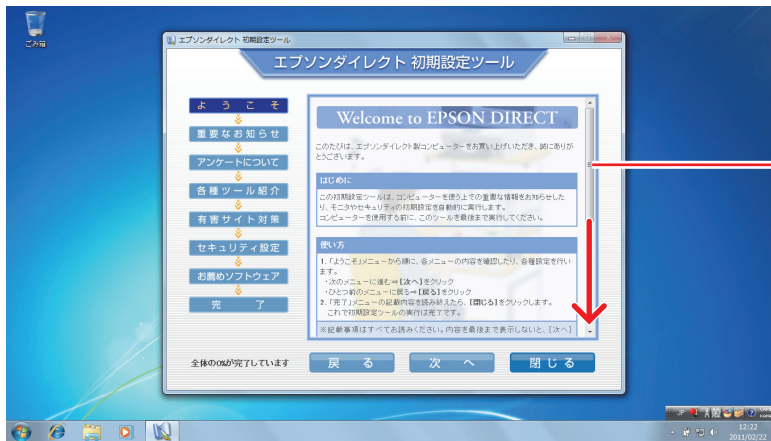 ごみ箱
エプソンダイレクト 初期設定ツール
エプソンダイレクト 初期設定ツール
ようこそ
重要なお知らせ
アンケートについて
各種ツール紹介
有害サイト対策
セキュリティ設定
お薦めソフトウェア
完了
全体の0%が完了しています
Welcome to EPSON DIRECT
このたびは、エプソンダイレクト製コンピューターをお買い上げいただき、誠にありが
とうございます。
はじめに
この初期設定ツールは、コンピューターを使う上での重要な情報をお知らせした
り、モニタやセキュリティの初期設定を自動的に実行します。
コンピューターを使用する前に、このツールを最後まで実行してください。
使い方
1.「ようこそ」メニューから順に、各メニューの内容を確認したり、各種設定を行い
ます。
・次のメニューに進む⇒【次へ】をクリック
・ひとつ前のメニューに戻る⇒【戻る】をクリック
2.「完了」メニューの記載内容を読み終えたら、【閉じる】をクリックします。
これで初期設定ツールの実行は完了です。
※記載事項はすべてお読みください。内容を最後まで表示しないと、[次へ]
戻る
次へ
閉じる
JP
A 般
CAPS
KANA
12:22
2011/02/22